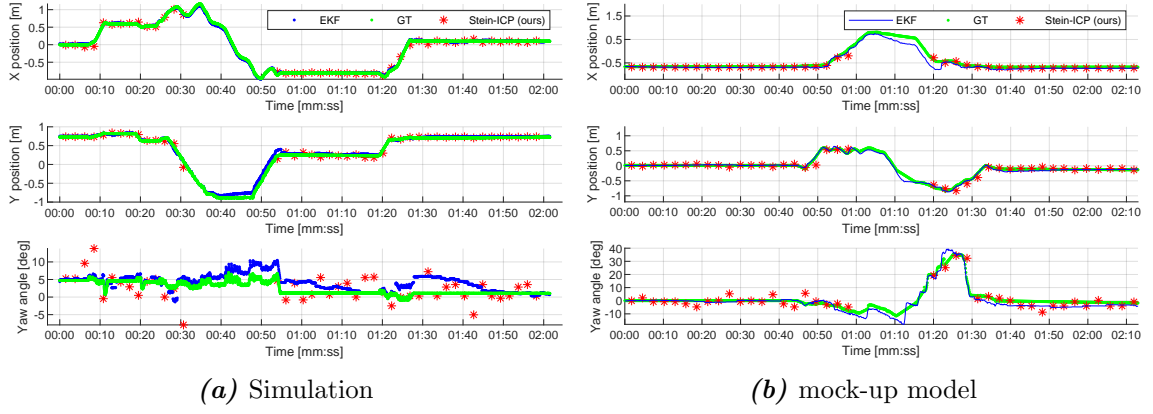 EKF GT Stein-ICP (ours)
X position [m]
1
0.5
0
-0.5
00:00 00:10 00:20 00:30 00:40 00:50 01:00 01:10 01:20 01:30 01:40 01:50 02:00
Time [mm:ss]
Y position [m]
1
0.5
0
-0.5
-1
00:00 00:10 00:20 00:30 00:40 00:50 01:00 01:10 01:20 01:30 01:40 01:50 02:00
Time [mm:ss]
Yaw angle [deg]
10
5
0
-5
00:00 00:10 00:20 00:30 00:40 00:50 01:00 01:10 01:20 01:30 01:40 01:50 02:00
Time [mm:ss]
(a) Simulation
EKF GT Stein-ICP (ours)
X position [m]
1
0.5
-0.5
00:00 00:10 00:20 00:30 00:40 00:50 01:00 01:10 01:20 01:30 01:40 01:50 02:00 02:10
Time [mm:ss]
Y position [m]
1
0.5
0
-0.5
-1
00:00 00:10 00:20 00:30 00:40 00:50 01:00 01:10 01:20 01:30 01:40 01:50 02:00 02:10
Time [mm:ss]
Yaw angle [deg]
40
30
20
10
0
-10
00:00 00:10 00:20 00:30 00:40 00:50 01:00 01:10 01:20 01:30 01:40 01:50 02:00 02:10
Time [mm:ss]
(b) mock-up model